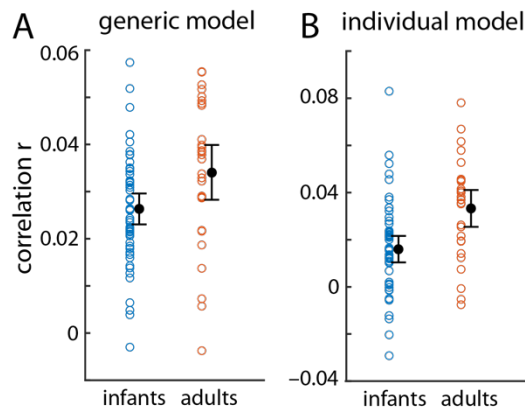 A generic model
B individual model
correlation r
0.06
0.04
0.02
0
infants adults
0.08
0.04
0
−0.04
infants adults